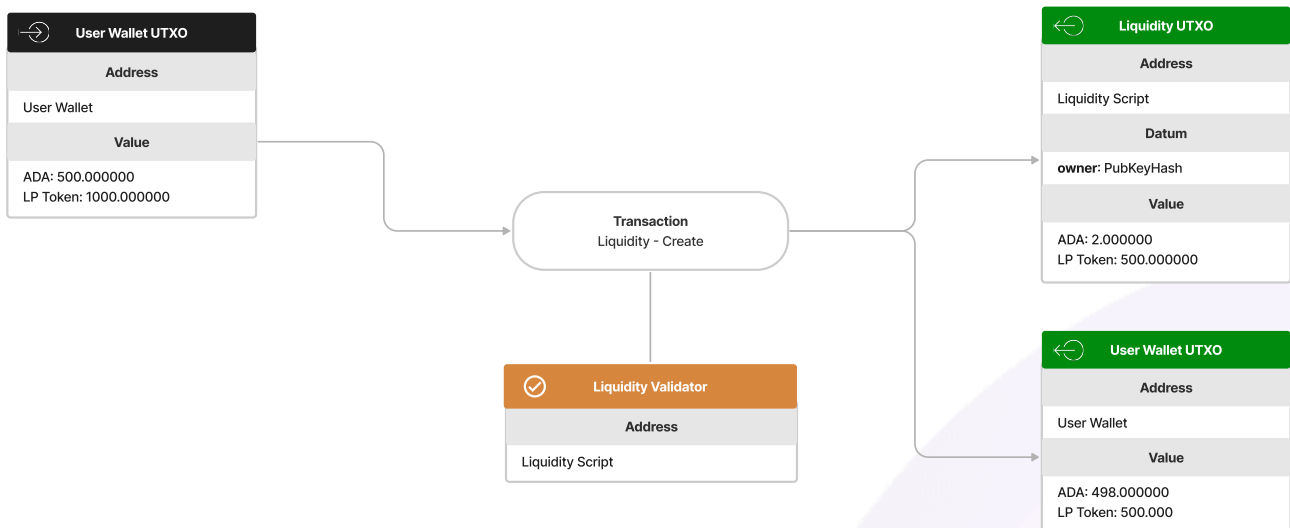 User Wallet UTXO
Address
User Wallet
Value
ADA: 500.000000
LP Token: 1000.000000
Transaction
Liquidity - Create
Liquidity Validator
Address
Liquidity Script
Liquidity UTXO
Address
Liquidity Script
Datum
owner: PubKeyHash
Value
ADA: 2.000000
LP Token: 500.000000
User Wallet UTXO
Address
User Wallet
Value
ADA: 498.000000
LP Token: 500.000